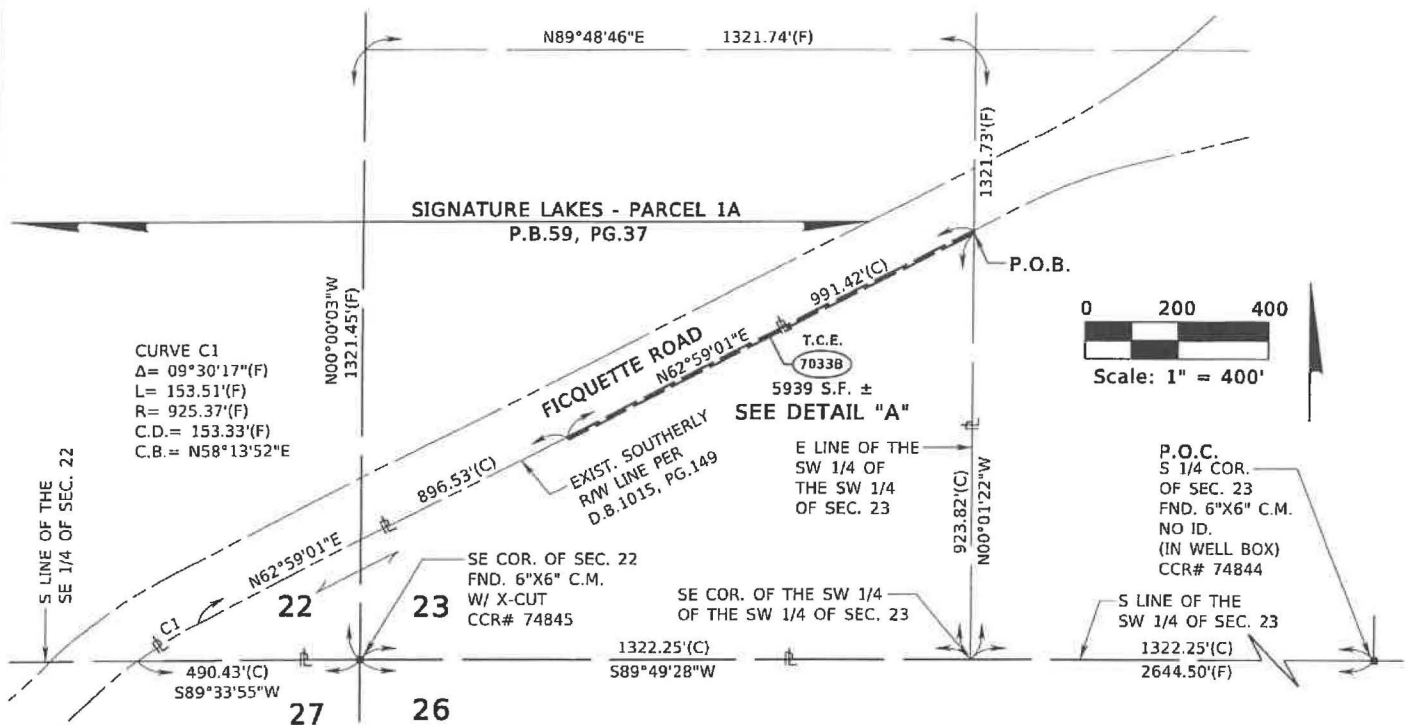 N89°48'46"E 1321.74'(F)
1321.73'(F)
SIGNATURE LAKES - PARCEL 1A
P.B.59, PG.37
P.O.B.
991.42'(C)
N62°59'01"E
FICQUETTE ROAD
N00°00'03"W
1321.45'(F)
0 200 400
Scale: 1" = 400'
T.C.E.
7033B
5939 S.F. ±
SEE DETAIL "A"
CURVE C1
Δ= 09°30'17"(F)
L= 153.51'(F)
R= 925.37'(F)
C.D.= 153.33'(F)
C.B.= N58°13'52"E
S LINE OF THE
SE 1/4 OF SEC. 22
896.53'(C)
N62°59'01"E
EXIST. SOUTHERLY
R/W LINE PER
D.B.1015, PG.149
E LINE OF THE
SW 1/4 OF
THE SW 1/4
OF SEC. 23
923.82'(C)
N00°01'22"W
P.O.C.
S 1/4 COR.
OF SEC. 23
FND. 6"X6" C.M.
NO ID.
(IN WELL BOX)
CCR# 74844
SE COR. OF SEC. 22
FND. 6"X6" C.M.
W/ X-CUT
CCR# 74845
22 23
C1
SE COR. OF THE SW 1/4
OF THE SW 1/4 OF SEC. 23
S LINE OF THE
SW 1/4 OF SEC. 23
490.43'(C)
S89°33'55"W
1322.25'(C)
S89°49'28"W
1322.25'(C)
2644.50'(F)
27 26